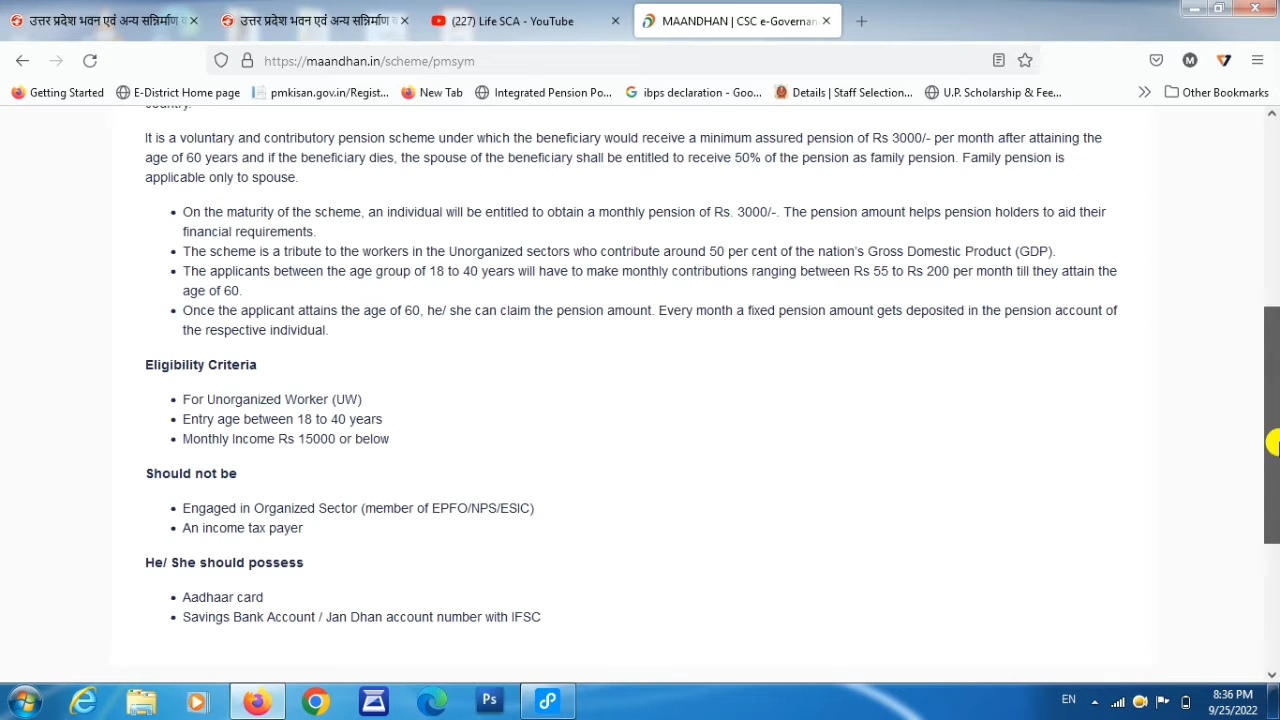 उत्तर प्रदेश भवन एवं अन्य सन्निर्माण
उत्तर प्रदेश भवन एवं अन्य सन्निर्माण
(227) Life SCA - YouTube
MAANDHAN | CSC e-Governan
https://maandhan.in/scheme/pmsym
M
Getting Started
E-District Home page
pmkisan.gov.in/Regist...
New Tab
Integrated Pension Po...
ibps declaration - Goo...
Details | Staff Selection...
U.P. Scholarship & Fee...
Other Bookmarks
country.
It is a voluntary and contributory pension scheme under which the beneficiary would receive a minimum assured pension of Rs 3000/- per month after attaining the
age of 60 years and if the beneficiary dies, the spouse of the beneficiary shall be entitled to receive 50% of the pension as family pension. Family pension is
applicable only to spouse.
• On the maturity of the scheme, an individual will be entitled to obtain a monthly pension of Rs. 3000/-. The pension amount helps pension holders to aid their
financial requirements.
• The scheme is a tribute to the workers in the Unorganized sectors who contribute around 50 per cent of the nation's Gross Domestic Product (GDP).
• The applicants between the age group of 18 to 40 years will have to make monthly contributions ranging between Rs 55 to Rs 200 per month till they attain the
age of 60.
• Once the applicant attains the age of 60, he/ she can claim the pension amount. Every month a fixed pension amount gets deposited in the pension account of
the respective individual.
Eligibility Criteria
• For Unorganized Worker (UW)
• Entry age between 18 to 40 years
• Monthly Income Rs 15000 or below
Should not be
• Engaged in Organized Sector (member of EPFO/NPS/ESIC)
• An income tax payer
He/ She should possess
• Aadhaar card
• Savings Bank Account / Jan Dhan account number with IFSC
Ps
EN
8:36 PM
9/25/2022